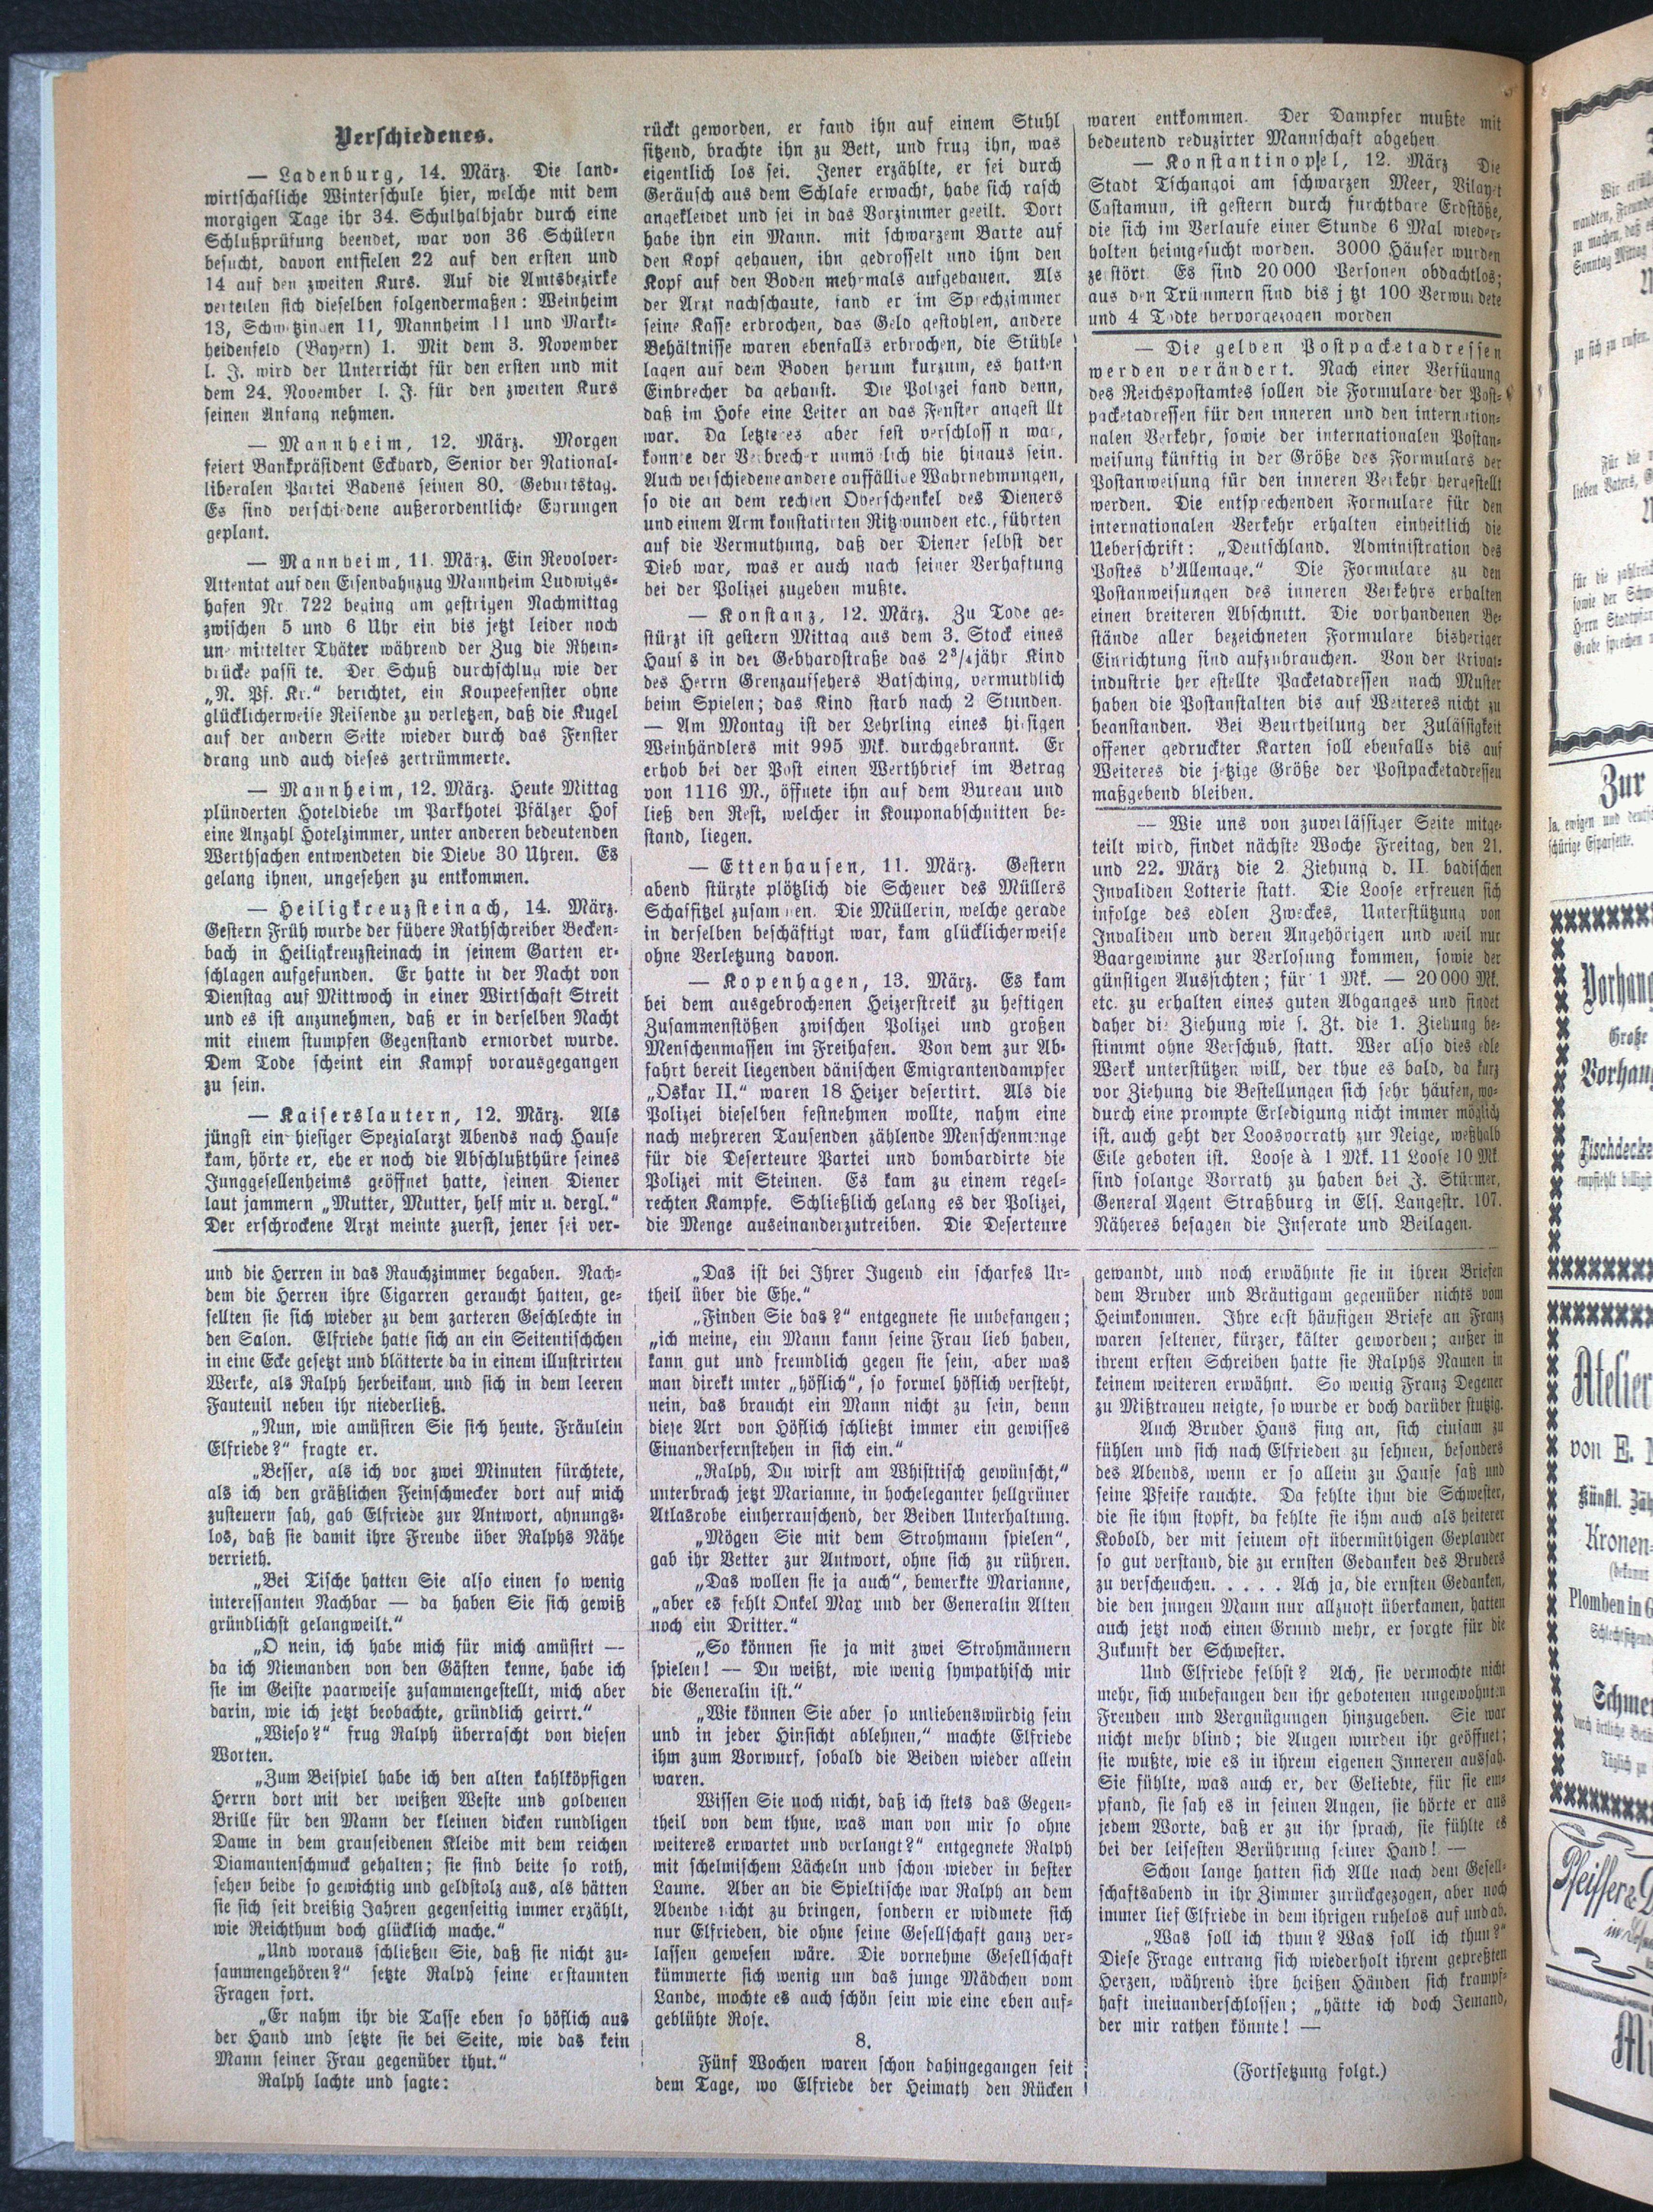 Verschiedenes.
— Ladenburg, 14. März. Die land-
wirtschafliche Winterschule hier, welche mit dem
morgigen Tage ihr 34. Schulhalbjahr durch eine
Schlußprüfung beendet, war von 36 Schülern
besucht, davon entfielen 22 auf den ersten und
14 auf den zweiten Kurs. Auf die Amtsbezirke
verteilen sich dieselben folgendermaßen: Weinheim
13, Schwetzingen 11, Mannheim 11 und Markt-
heidenfeld (Bayern) 1. Mit dem 3. November
l. J. wird der Unterricht für den ersten und mit
dem 24. November l. J. für den zweiten Kurs
seinen Anfang nehmen.
— Mannheim, 12. März. Morgen
feiert Bankpräsident Eckhard, Senior der National-
liberalen Partei Badens seinen 80. Geburtstag.
Es sind verschiedene außerordentliche Ehrungen
geplant.
— Mannheim, 11. März. Ein Revolver-
Attentat auf den Eisenbahnzug Mannheim Ludwigs-
hafen Nr. 722 beging am gestrigen Nachmittag
zwischen 5 und 6 Uhr ein bis jetzt leider noch
unermittelter Thäter während der Zug die Rhein-
brücke passirte. Der Schuß durchschlug wie der
„N. Pf. Kr.“ berichtet, ein Koupeefenster ohne
glücklicherweise Reisende zu verletzen, daß die Kugel
auf der andern Seite wieder durch das Fenster
drang und auch dieses zertrümmerte.
— Mannheim, 12. März. Heute Mittag
plünderten Hoteldiebe im Parkhotel Pfälzer Hof
eine Anzahl Hotelzimmer, unter anderen bedeutenden
Werthsachen entwendeten die Diebe 30 Uhren. Es
gelang ihnen, ungesehen zu entkommen.
— Heiligkreuzsteinach, 14. März.
Gestern Früh wurde der fühere Rathschreiber Becken-
bach in Heiligkreuzsteinach in seinem Garten er-
schlagen aufgefunden. Er hatte in der Nacht von
Dienstag auf Mittwoch in einer Wirtschaft Streit
und es ist anzunehmen, daß er in derselben Nacht
mit einem stumpfen Gegenstand ermordet wurde.
Dem Tode scheint ein Kampf vorausgegangen
zu sein.
— Kaiserslautern, 12. März. Als
jüngst ein hiesiger Spezialarzt Abends nach Hause
kam, hörte er, ehe er noch die Abschlußthüre seines
Junggesellenheims geöffnet hatte, seinen Diener
laut jammern „Mutter, Mutter, helf mir u. dergl.“
Der erschrockene Arzt meinte zuerst, jener sei ver-
rückt geworden, er fand ihn auf einem Stuhl
sitzend, brachte ihn zu Bett, und frug ihn, was
eigentlich los sei. Jener erzählte, er sei durch
Geräusch aus dem Schlafe erwacht, habe sich rasch
angekleidet und sei in das Vorzimmer geeilt. Dort
habe ihn ein Mann. mit schwarzem Barte auf
den Kopf gehauen, ihn gedrosselt und ihm den
Kopf auf den Boden mehrmals aufgehauen. Als
der Arzt nachschaute, fand er im Sprechzimmer
seine Kasse erbrochen, das Geld gestohlen, andere
Behältnisse waren ebenfalls erbrochen, die Stühle
lagen auf dem Boden herum kurzum, es hatten
Einbrecher da gehaust. Die Polizei fand denn,
daß im Hofe eine Leiter an das Fenster angestellt
war. Da letzteres aber fest verschlossen war,
konnte der Verbrecher unmöglich hie hinaus sein.
Auch verschiedene andere auffällige Wahrnehmungen,
so die an dem rechten Oberschenkel des Dieners
und einem Arm konstatirten Ritzwunden etc., führten
auf die Vermuthung, daß der Diener selbst der
Dieb war, was er auch nach seiner Verhaftung
bei der Polizei zugeben mußte.
— Konstanz, 12. März. Zu Tode ge-
stürzt ist gestern Mittag aus dem 3. Stock eines
Hauses in der Gebhardstraße das 2³/₄jähr Kind
des Herrn Grenzaufsehers Batsching, vermuthlich
beim Spielen; das Kind starb nach 2 Stunden.
— Am Montag ist der Lehrling eines hiesigen
Weinhändlers mit 995 Mk. durchgebrannt. Er
erhob bei der Post einen Werthbrief im Betrag
von 1116 M., öffnete ihn auf dem Bureau und
ließ den Rest, welcher in Kouponabschnitten be-
stand, liegen.
— Ettenhausen, 11. März. Gestern
abend stürzte plötzlich die Scheuer des Müllers
Schaffitzel zusammen. Die Müllerin, welche gerade
in derselben beschäftigt war, kam glücklicherweise
ohne Verletzung davon.
— Kopenhagen, 13. März. Es kam
bei dem ausgebrochenen Heizerstreik zu heftigen
Zusammenstößen zwischen Polizei und großen
Menschenmassen im Freihafen. Von dem zur Ab-
fahrt bereit liegenden dänischen Emigrantendampfer
„Oskar II.“ waren 18 Heizer desertirt. Als die
Polizei dieselben festnehmen wollte, nahm eine
nach mehreren Tausenden zählende Menschenmenge
für die Deserteure Partei und bombardirte die
Polizei mit Steinen. Es kam zu einem regel-
rechten Kampfe. Schließlich gelang es der Polizei,
die Menge auseinanderzutreiben. Die Deserteure
waren entkommen. Der Dampfer mußte mit
bedeutend reduzirter Mannschaft abgehen.
— Konstantinopel, 12. März Die
Stadt Tschangoi am schwarzen Meer, Vilayet
Castamun, ist gestern durch furchtbare Erdstöße,
die sich im Verlaufe einer Stunde 6 Mal wieder-
holten heimgesucht worden. 3000 Häuser wurden
zerstört. Es sind 20000 Personen obdachtlos;
aus den Trümmern sind bis jetzt 100 Verwundete
und 4 Todte hervorgezogen worden
— Die gelben Postpacketadressen
werden verändert. Nach einer Verfügung
des Reichspostamtes sollen die Formulare der Post-
packetadressen für den inneren und den internation-
nalen Verkehr, sowie der internationalen Postan-
weisung künftig in der Größe des Formulars der
Postanweisung für den inneren Verkehr hergestellt
werden. Die entsprechenden Formulare für den
internationalen Verkehr erhalten einheitlich die
Ueberschrift: „Deutschland. Administration des
Postes d'Allemage.“ Die Formulare zu den
Postanweisungen des inneren Verkehrs erhalten
einen breiteren Abschnitt. Die vorhandenen Be-
stände aller bezeichneten Formulare bisheriger
Einrichtung sind aufzubrauchen. Von der Privat-
industrie hergestellte Packetadressen nach Muster
haben die Postanstalten bis auf Weiteres nicht zu
beanstanden. Bei Beurtheilung der Zulässigkeit
offener gedruckter Karten soll ebenfalls bis auf
Weiteres die jetzige Größe der Postpacketadressen
maßgebend bleiben.
— Wie uns von zuverlässiger Seite mitge-
teilt wird, findet nächste Woche Freitag, den 21.
und 22. März die 2. Ziehung d. II. badischen
Invaliden Lotterie statt. Die Loose erfreuen sich
infolge des edlen Zweckes, Unterstützung von
Invaliden und deren Angehörigen und weil nur
Baargewinne zur Verlosung kommen, sowie der
günstigen Aussichten; für 1 Mk. — 20000 Mk.
etc. zu erhalten eines guten Abganges und findet
daher die Ziehung wie s. Zt. die 1. Ziehung be-
stimmt ohne Verschub, statt. Wer also dies edle
Werk unterstützen will, der thue es bald, da kurz
vor Ziehung die Bestellungen sich sehr häufen, wo-
durch eine prompte Erledigung nicht immer möglich
ist, auch geht der Loosvorrath zur Neige, weßhalb
Eile geboten ist. Loose à 1 Mk. 11 Loose 10 Mk
sind solange Vorrath zu haben bei J. Stürmer,
General Agent Straßburg in Els. Langestr. 107.
Näheres besagen die Inserate und Beilagen.
und die Herren in das Rauchzimmer begaben. Nach-
dem die Herren ihre Cigarren geraucht hatten, ge-
sellten sie sich wieder zu dem zarteren Geschlechte in
den Salon. Elfriede hatte sich an ein Seitentischchen
in eine Ecke gesetzt und blätterte da in einem illustrirten
Werke, als Ralph herbeikam, und sich in dem leeren
Fauteuil neben ihr niederließ.
„Nun, wie amüsiren Sie sich heute, Fräulein
Elfriede?“ fragte er.
„Besser, als ich vor zwei Minuten fürchtete,
als ich den gräßlichen Feinschmecker dort auf mich
zusteuern sah, gab Elfriede zur Antwort, ahnungs-
los, daß sie damit ihre Freude über Ralphs Nähe
verrieth.
„Bei Tische hatten Sie also einen so wenig
interessanten Nachbar — da haben Sie sich gewiß
gründlichst gelangweilt.“
„O nein, ich habe mich für mich amüsirt —
da ich Niemanden von den Gästen kenne, habe ich
sie im Geiste paarweise zusammengestellt, mich aber
darin, wie ich jetzt beobachte, gründlich geirrt.“
„Wieso?“ frug Ralph überrascht von diesen
Worten.
„Zum Beispiel habe ich den alten kahlköpfigen
Herrn dort mit der weißen Weste und goldenen
Brille für den Mann der kleinen dicken rundligen
Dame in dem grauseidenen Kleide mit dem reichen
Diamantenschmuck gehalten; sie sind beite so roth,
sehen beide so gewichtig und geldstolz aus, als hätten
sie sich seit dreißig Jahren gegenseitig immer erzählt,
wie Reichthum doch glücklich mache.“
„Und woraus schließen Sie, daß sie nicht zu-
sammengehören?“ setzte Ralph seine erstaunten
Fragen fort.
„Er nahm ihr die Tasse eben so höflich aus
der Hand und setzte sie bei Seite, wie das kein
Mann seiner Frau gegenüber thut.“
Ralph lachte und sagte:
„Das ist bei Ihrer Jugend ein scharfes Ur-
theil über die Ehe.“
„Finden Sie das?“ entgegnete sie unbefangen;
„ich meine, ein Mann kann seine Frau lieb haben,
kann gut und freundlich gegen sie sein, aber was
man direkt unter „höflich“, so formel höflich versteht,
nein, das braucht ein Mann nicht zu sein, denn
diese Art von Höflich schließt immer ein gewisses
Einanderfernstehen in sich ein.“
„Ralph, Du wirst am Whisttisch gewünscht,“
unterbrach jetzt Marianne, in hocheleganter hellgrüner
Atlasrobe einherrauschend, der Beiden Unterhaltung.
„Mögen Sie mit dem Strohmann spielen“,
gab ihr Vetter zur Antwort, ohne sich zu rühren.
„Das wollen sie ja auch“, bemerkte Marianne,
„aber es fehlt Onkel Max und der Generalin Alten
noch ein Dritter.“
„So können sie ja mit zwei Strohmännern
spielen! — Du weißt, wie wenig sympathisch mir
die Generalin ist.“
„Wie können Sie aber so unliebenswürdig sein
und in jeder Hinsicht ablehnen,“ machte Elfriede
ihm zum Vorwurf, sobald die Beiden wieder allein
waren.
Wissen Sie noch nicht, daß ich stets das Gegen-
theil von dem thue, was man von mir so ohne
weiteres erwartet und verlangt?“ entgegnete Ralph
mit schelmischem Lächeln und schon wieder in bester
Laune. Aber an die Spieltische war Ralph an dem
Abende nicht zu bringen, sondern er widmete sich
nur Elfrieden, die ohne seine Gesellschaft ganz ver-
lassen gewesen wäre. Die vornehme Gesellschaft
kümmerte sich wenig um das junge Mädchen vom
Lande, mochte es auch schön sein wie eine eben auf-
geblühte Rose.
8.
Fünf Wochen waren schon dahingegangen seit
dem Tage, wo Elfriede der Heimath den Rücken
gewandt, und noch erwähnte sie in ihren Briefen
dem Bruder und Bräutigam gegenüber nichts vom
Heimkommen. Ihre erst häufigen Briefe an Franz
waren seltener, kürzer, kälter geworden; außer in
ihrem ersten Schreiben hatte sie Ralphs Namen in
keinem weiteren erwähnt. So wenig Franz Degener
zu Mißtrauen neigte, so wurde er doch darüber stutzig.
Auch Bruder Hans fing an, sich einsam zu
fühlen und sich nach Elfrieden zu sehnen, besonders
des Abends, wenn er so allein zu Hause saß und
seine Pfeife rauchte. Da fehlte ihm die Schwester,
die sie ihm stopft, da fehlte sie ihm auch als heiterer
Kobold, der mit seinem oft übermüthigen Geplauder
so gut verstand, die zu ernsten Gedanken des Bruders
zu verscheuchen. . . . . Ach ja, die ernsten Gedanken,
die den jungen Mann nur allzuoft überkamen, hatten
auch jetzt noch einen Grund mehr, er sorgte für die
Zukunft der Schwester.
Und Elfriede felbst? Ach, sie vermochte nicht
mehr, sich unbefangen den ihr gebotenen ungewohnten
Freuden und Vergnügungen hinzugeben. Sie war
nicht mehr blind; die Augen wurden ihr geöffnet;
sie wußte, wie es in ihrem eigenen Inneren aussah.
Sie fühlte, was auch er, der Geliebte, für sie em-
pfand, sie sah es in seinen Augen, sie hörte er aus
jedem Worte, daß er zu ihr sprach, sie fühlte es
bei der leisesten Berührung seiner Hand! —
Schon lange hatten sich Alle nach dem Gesell-
schaftsabend in ihr Zimmer zurückgezogen, aber noch
immer lief Elfriede in dem ihrigen ruhelos auf und ab.
„Was soll ich thun? Was soll ich thun?“
Diese Frage entrang sich wiederholt ihrem gepreßten
Herzen, während ihre heißen Händen sich krampf-
haft ineinanderschlossen; „hätte ich doch Jemand,
der mir rathen könnte! —
(Fortsetzung folgt.)
Zur
Vorhang
Große
Vorhang
Tischdecke
empfiehlt billigst
Atelier
von E.
Künstl. Zäh
Kronen-
Plomben in G
Schmer
Täglich zu
Pfeiffer &